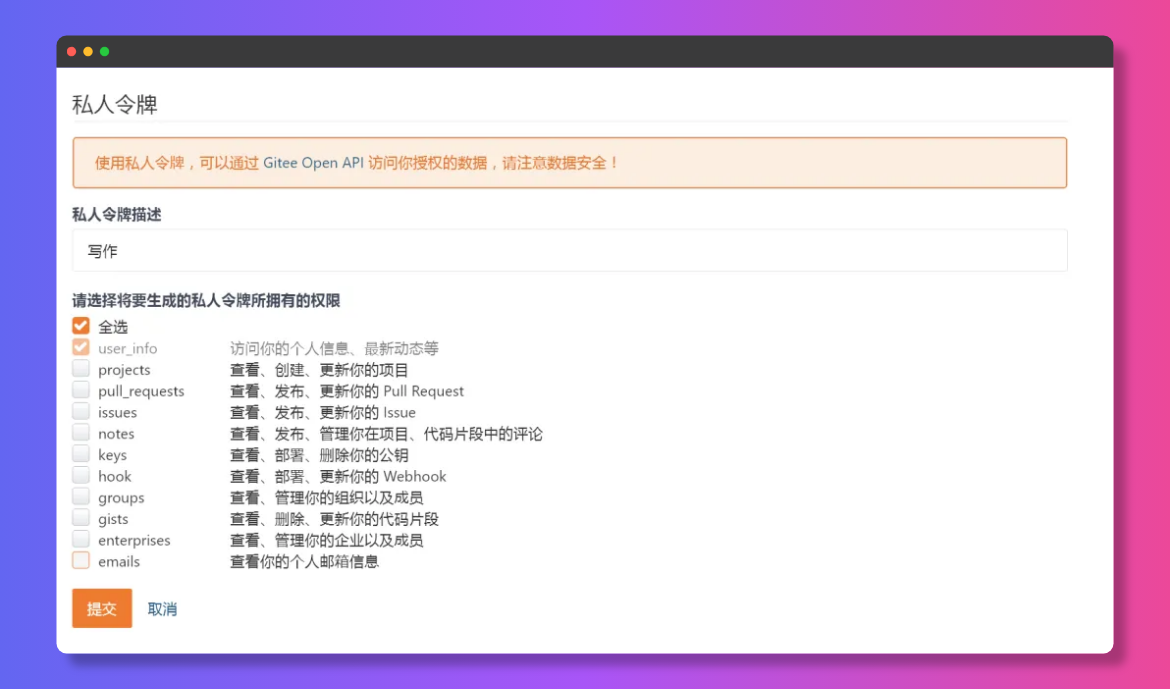 私人令牌
使用私人令牌，可以通过 Gitee Open API 访问你授权的数据，请注意数据安全！
私人令牌描述
写作
请选择将要生成的私人令牌所拥有的权限
全选
user_info 访问你的个人信息、最新动态等
projects 查看、创建、更新你的项目
pull_requests 查看、发布、更新你的 Pull Request
issues 查看、发布、更新你的 Issue
notes 查看、发布、管理你在项目、代码片段中的评论
keys 查看、部署、删除你的公钥
hook 查看、部署、更新你的 Webhook
groups 查看、管理你的组织以及成员
gists 查看、删除、更新你的代码片段
enterprises 查看、管理你的企业以及成员
emails 查看你的个人邮箱信息
提交 取消